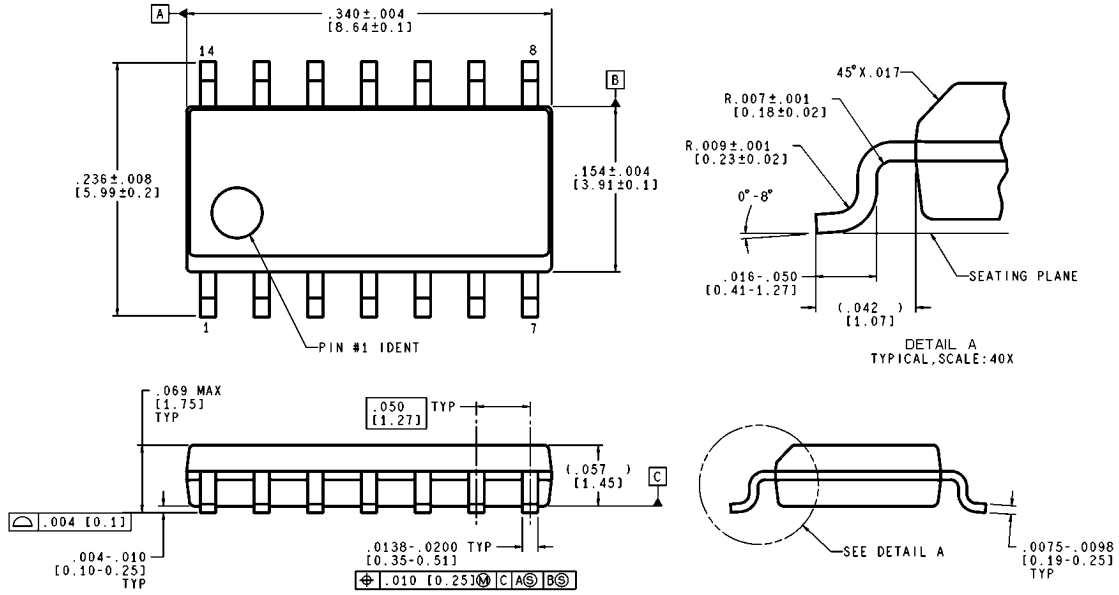 A
.340±.004
[8.64±0.1]
14
8
B
.236±.008
[5.99±0.2]
.154±.004
[3.91±0.1]
1
7
PIN #1 IDENT
45°X.017
R.007±.001
[0.18±0.02]
R.009±.001
[0.23±0.02]
0°-8°
SEATING PLANE
.016-.050
[0.41-1.27]
(.042)
[1.07]
DETAIL A
TYPICAL,SCALE:40X
.069 MAX
[1.75]
TYP
.050
[1.27]
TYP
(.057)
[1.45]
C
⌓ .004 [0.1]
.004-.010
[0.10-0.25]
TYP
.0138-.0200 TYP
[0.35-0.51]
⌖ .010 [0.25]Ⓜ C AⓈ BⓈ
SEE DETAIL A
.0075-.0098
[0.19-0.25]
TYP